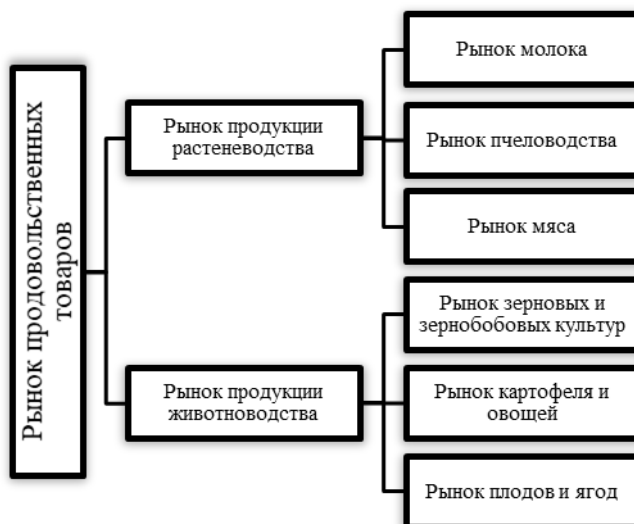 Рынок продовольственных
товаров
Рынок продукции
растеневодства
Рынок молока
Рынок пчеловодства
Рынок мяса
Рынок продукции
животноводства
Рынок зерновых и
зернобобовых культур
Рынок картофеля и
овощей
Рынок плодов и ягод